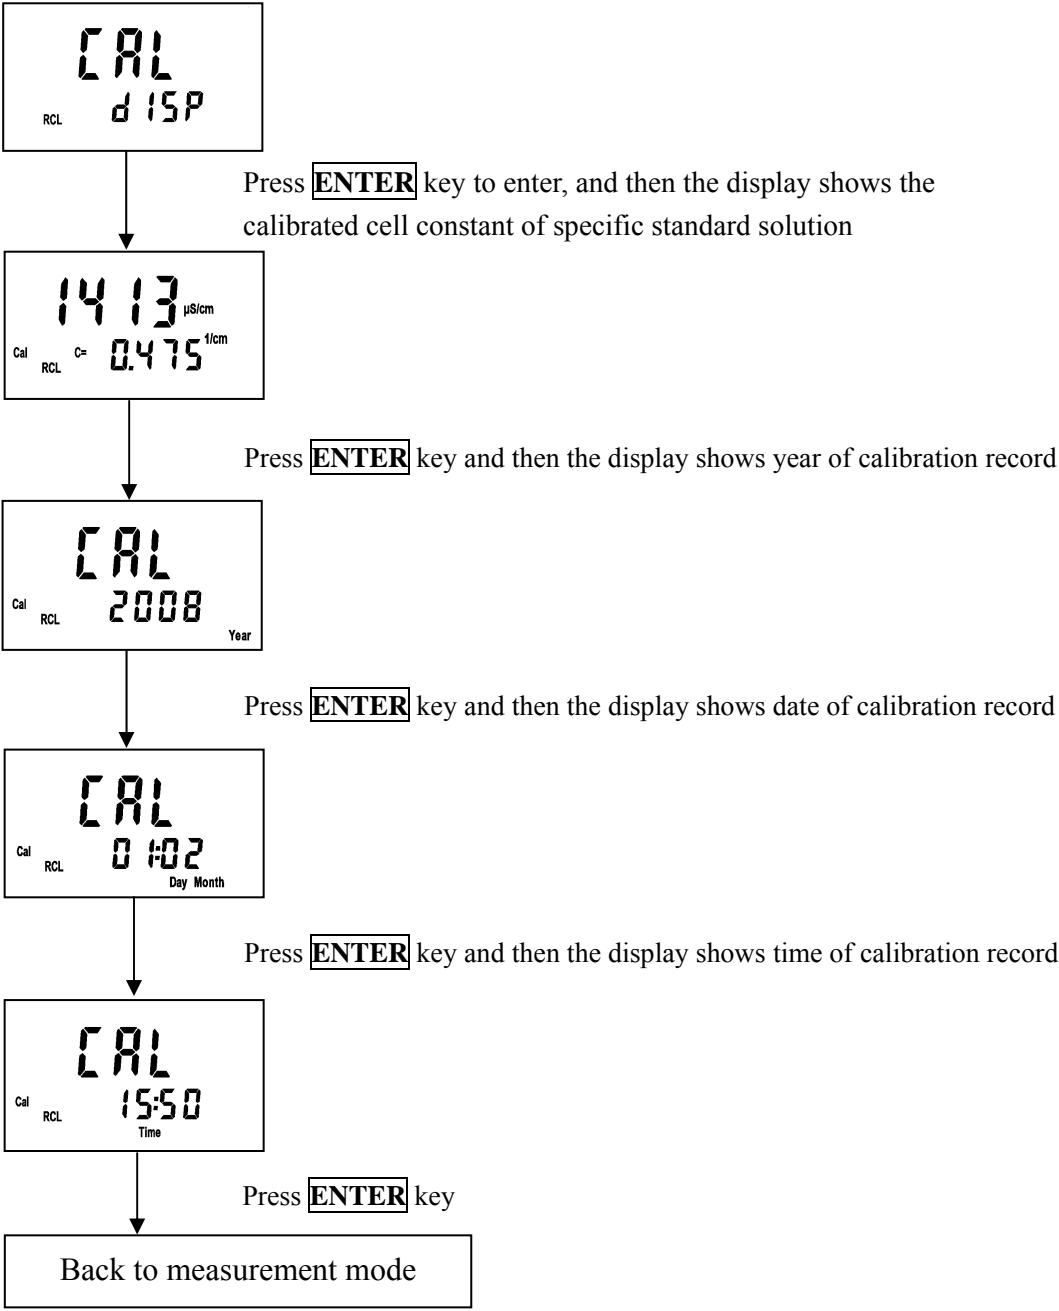 CAL
RCL dISP
Press ENTER key to enter, and then the display shows the
calibrated cell constant of specific standard solution
1413 µS/cm
Cal RCL C= 0.475 1/cm
Press ENTER key and then the display shows year of calibration record
CAL
Cal RCL 2008
Year
Press ENTER key and then the display shows date of calibration record
CAL
Cal RCL 01:02
Day Month
Press ENTER key and then the display shows time of calibration record
CAL
Cal RCL 15:50
Time
Press ENTER key
Back to measurement mode